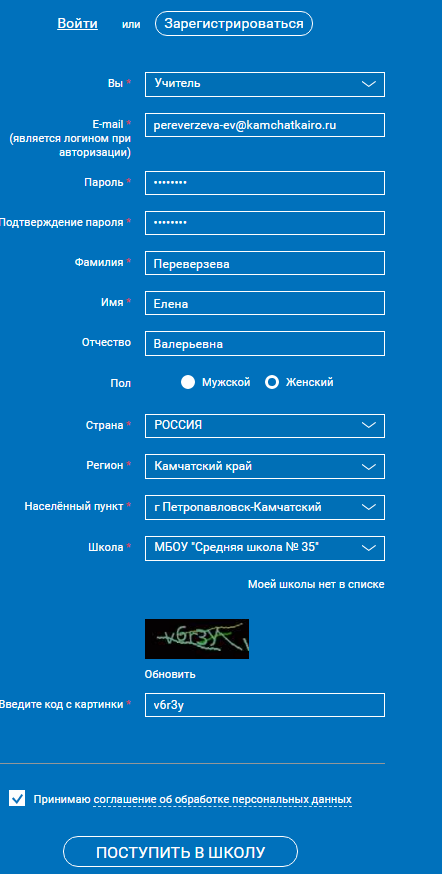 Войти или Зарегистрироваться
Вы * Учитель
E-mail * pereverzeva-ev@kamchatkairo.ru
(является логином при
авторизации)
Пароль * ••••••••
Подтверждение пароля * ••••••••
Фамилия * Переверзева
Имя * Елена
Отчество Валерьевна
Пол Мужской Женский
Страна * РОССИЯ
Регион * Камчатский край
Населённый пункт * г Петропавловск-Камчатский
Школа * МБОУ "Средняя школа № 35"
Моей школы нет в списке
v6r3y
Обновить
Введите код с картинки * v6r3y
Принимаю соглашение об обработке персональных данных
ПОСТУПИТЬ В ШКОЛУ